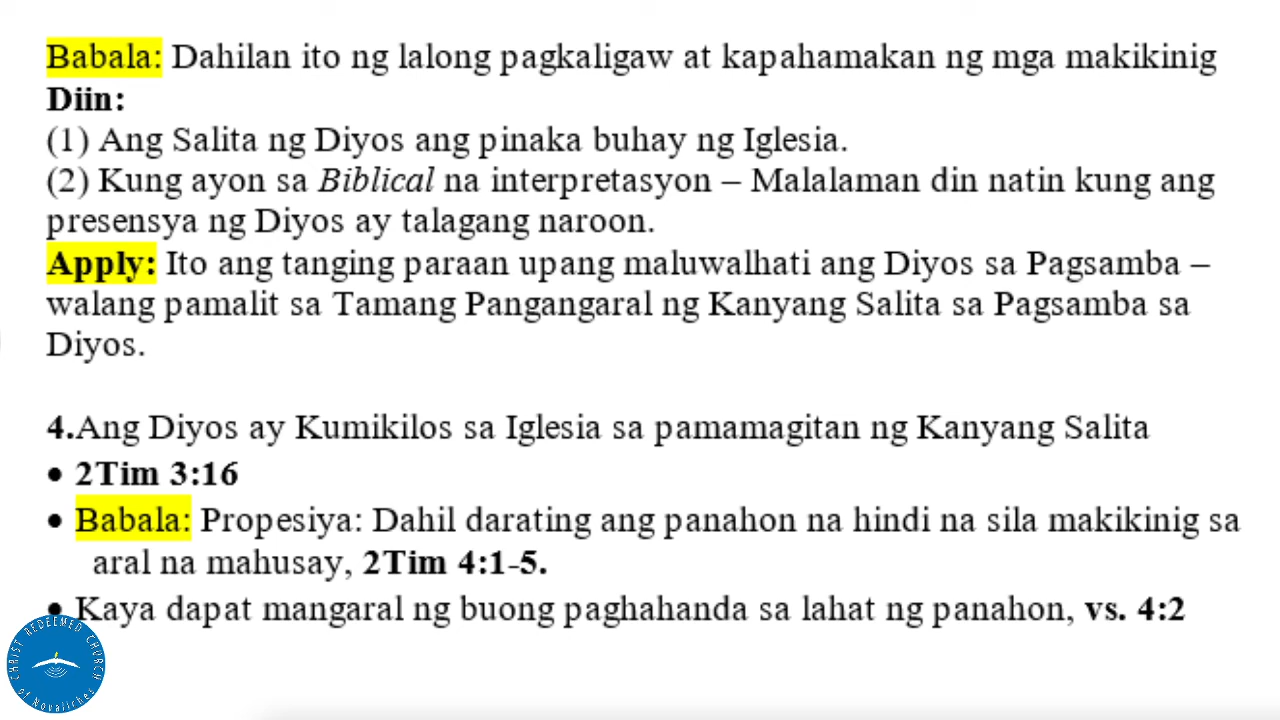 Babala: Dahilan ito ng lalong pagkaligaw at kapahamakan ng mga makikinig
Diin:
(1) Ang Salita ng Diyos ang pinaka buhay ng Iglesia.
(2) Kung ayon sa Biblical na interpretasyon – Malalaman din natin kung ang
presensya ng Diyos ay talagang naroon.
Apply: Ito ang tanging paraan upang maluwalhati ang Diyos sa Pagsamba –
walang pamalit sa Tamang Pangangaral ng Kanyang Salita sa Pagsamba sa
Diyos.
4.Ang Diyos ay Kumikilos sa Iglesia sa pamamagitan ng Kanyang Salita
• 2Tim 3:16
• Babala: Propesiya: Dahil darating ang panahon na hindi na sila makikinig sa
aral na mahusay, 2Tim 4:1-5.
• Kaya dapat mangaral ng buong paghahanda sa lahat ng panahon, vs. 4:2
CHRIST REDEEMED CHURCH
of Novaliches